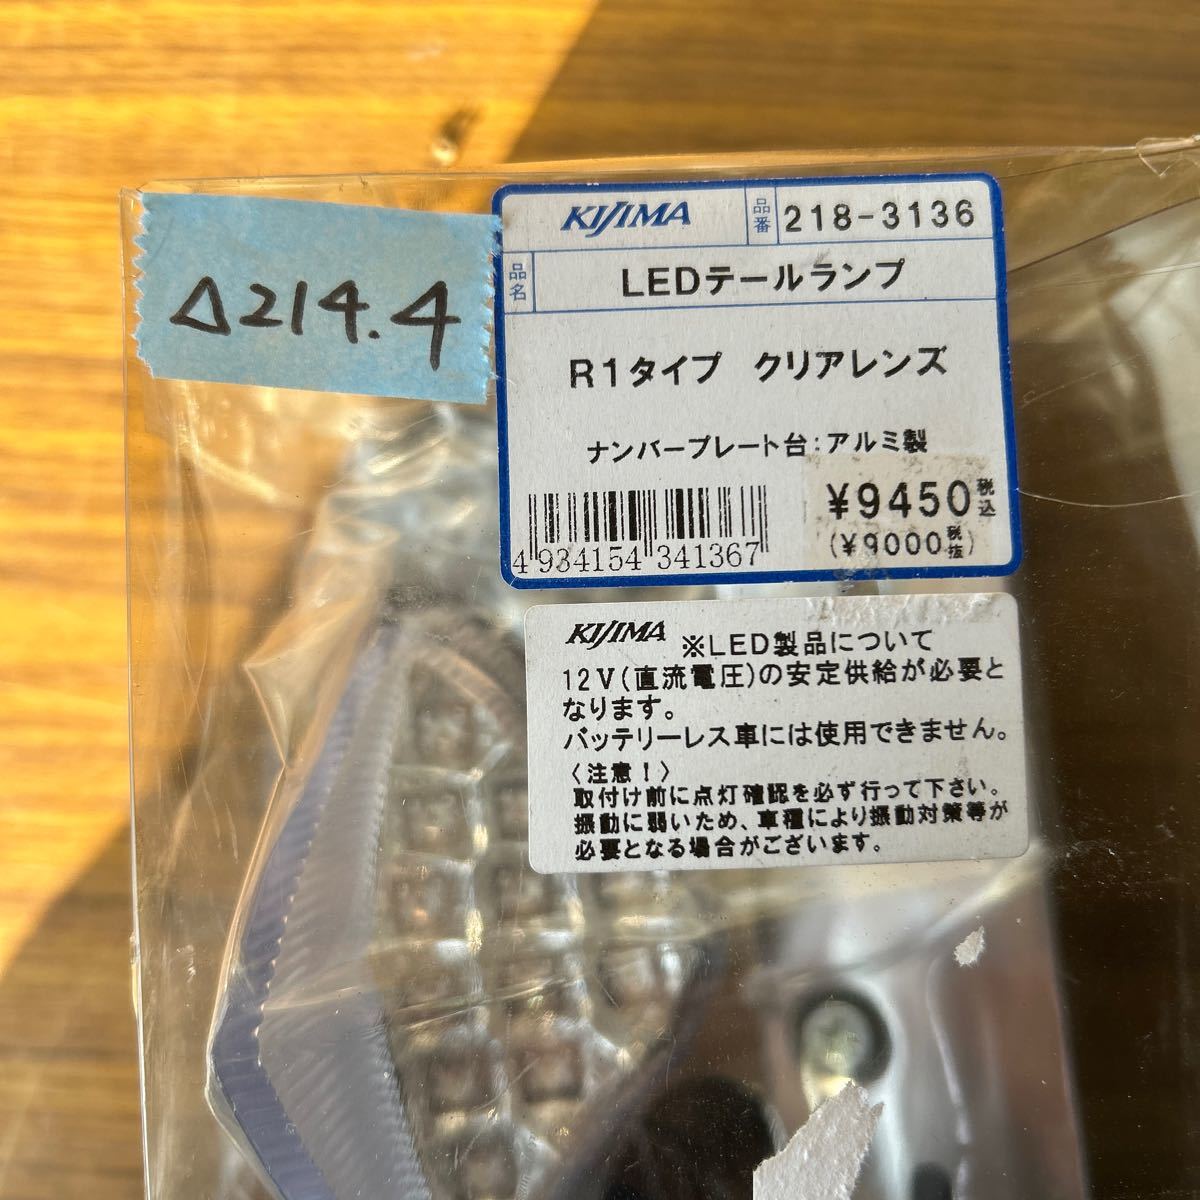 △214.4
KIJIMA 品番 218-3136
品名 LEDテールランプ
R1タイプ クリアレンズ
ナンバープレート台:アルミ製
¥9450税込
(¥9000税抜)
4 934154 341367
KIJIMA ※LED製品について
12V(直流電圧)の安定供給が必要と
なります。
バッテリーレス車には使用できません。
〈注意!〉
取付け前に点灯確認を必ず行って下さい。
振動に弱いため、車種により振動対策等が
必要となる場合がございます。